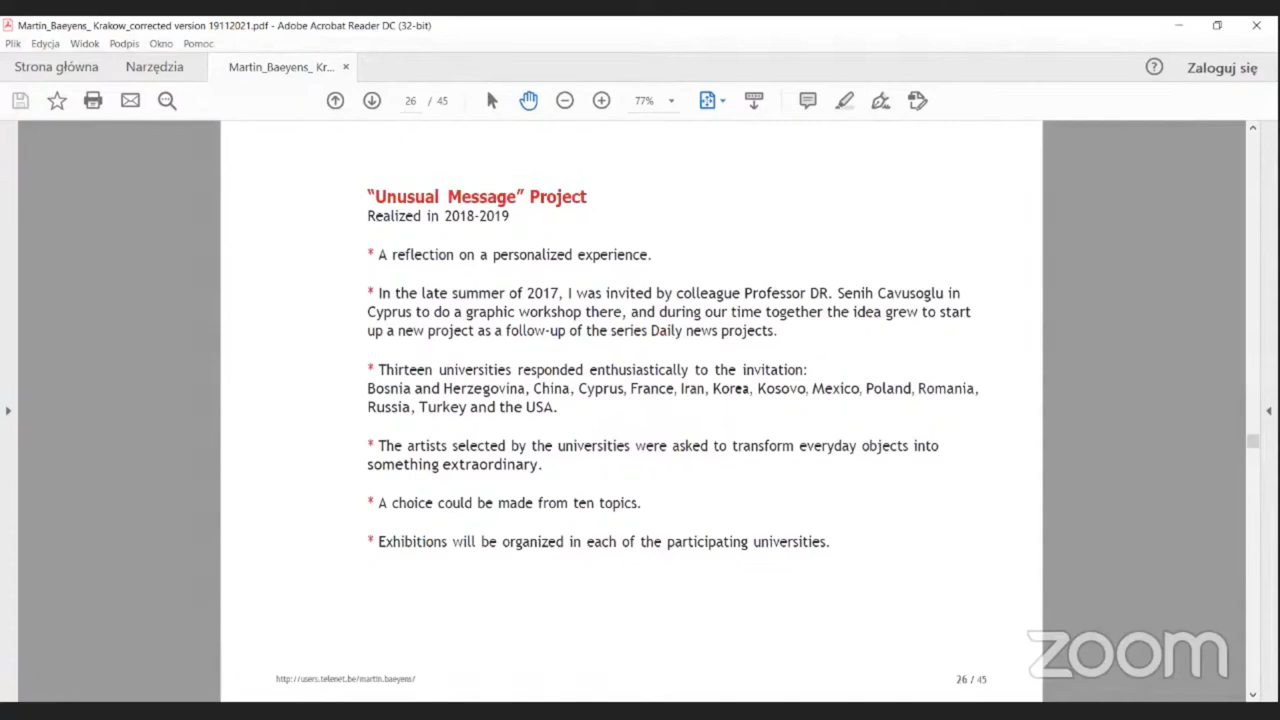 Martin_Baeyens_ Krakow_corrected version 19112021.pdf - Adobe Acrobat Reader DC (32-bit)
Plik Edycja Widok Podpis Okno Pomoc
Strona główna Narzędzia Martin_Baeyens_ Kr... × Zaloguj się
26 / 45 77%
“Unusual Message” Project
Realized in 2018-2019
* A reflection on a personalized experience.
* In the late summer of 2017, I was invited by colleague Professor DR. Senih Cavusoglu in
Cyprus to do a graphic workshop there, and during our time together the idea grew to start
up a new project as a follow-up of the series Daily news projects.
* Thirteen universities responded enthusiastically to the invitation:
Bosnia and Herzegovina, China, Cyprus, France, Iran, Korea, Kosovo, Mexico, Poland, Romania,
Russia, Turkey and the USA.
* The artists selected by the universities were asked to transform everyday objects into
something extraordinary.
* A choice could be made from ten topics.
* Exhibitions will be organized in each of the participating universities.
http://users.telenet.be/martin.baeyens/ 26 / 45
zoom